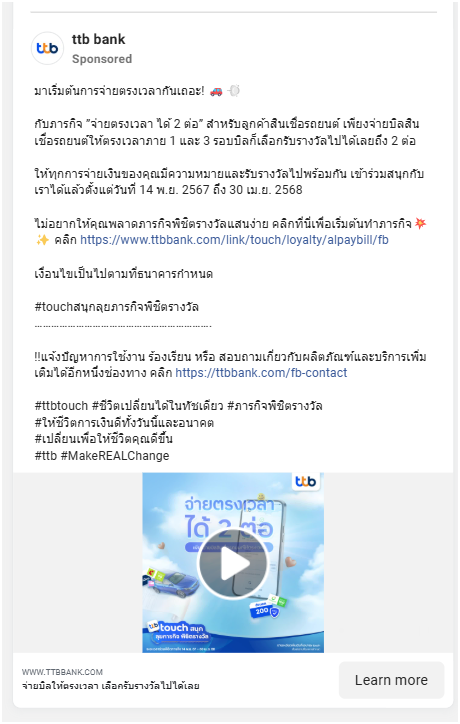 ttb bank
Sponsored
มาเริ่มต้นการจ่ายตรงเวลากันเถอะ! 🚗 💨
กับภารกิจ "จ่ายตรงเวลา ได้ 2 ต่อ" สำหรับลูกค้าสินเชื่อรถยนต์ เพียงจ่ายบิลสิน
เชื่อรถยนต์ให้ตรงเวลาภาย 1 และ 3 รอบบิลก็เลือกรับรางวัลไปได้เลยถึง 2 ต่อ
ให้ทุกการจ่ายเงินของคุณมีความหมายและรับรางวัลไปพร้อมกัน เข้าร่วมสนุกกับ
เราได้แล้วตั้งแต่วันที่ 14 พ.ย. 2567 ถึง 30 เม.ย. 2568
ไม่อยากให้คุณพลาดภารกิจพิชิตรางวัลแสนง่าย คลิกที่นี่เพื่อเริ่มต้นทำภารกิจ 💥
✨ คลิก https://www.ttbbank.com/link/touch/loyalty/alpaybill/fb
เงื่อนไขเป็นไปตามที่ธนาคารกำหนด
#touchสนุกลุยภารกิจพิชิตรางวัล
……………………………………………………….
!!แจ้งปัญหาการใช้งาน ร้องเรียน หรือ สอบถามเกี่ยวกับผลิตภัณฑ์และบริการเพิ่ม
เติมได้อีกหนึ่งช่องทาง คลิก https://ttbbank.com/fb-contact
#ttbtouch #ชีวิตเปลี่ยนได้ในทัชเดียว #ภารกิจพิชิตรางวัล
#ให้ชีวิตการเงินดีทั้งวันนี้และอนาคต
#เปลี่ยนเพื่อให้ชีวิตคุณดีขึ้น
#ttb #MakeREALChange
ttb
จ่ายตรงเวลา
ได้ 2 ต่อ
200
ttb touch สนุก
ลุยภารกิจ พิชิตรางวัล
WWW.TTBBANK.COM
จ่ายบิลให้ตรงเวลา เลือกรับรางวัลไปได้เลย
Learn more